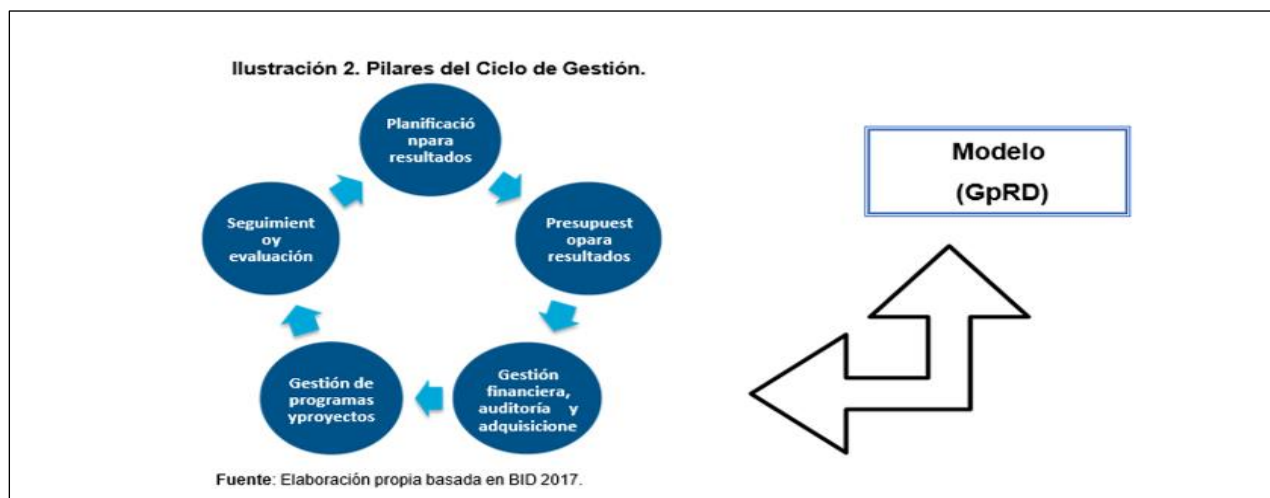 Ilustración 2. Pilares del Ciclo de Gestión.
Planificació
npara
resultados
Presupuest
opara
resultados
Gestión
financiera,
auditoría y
adquisicione
Gestión de
programas
yproyectos
Seguimient
oy
evaluación
Fuente: Elaboración propia basada en BID 2017.
Modelo
(GpRD)